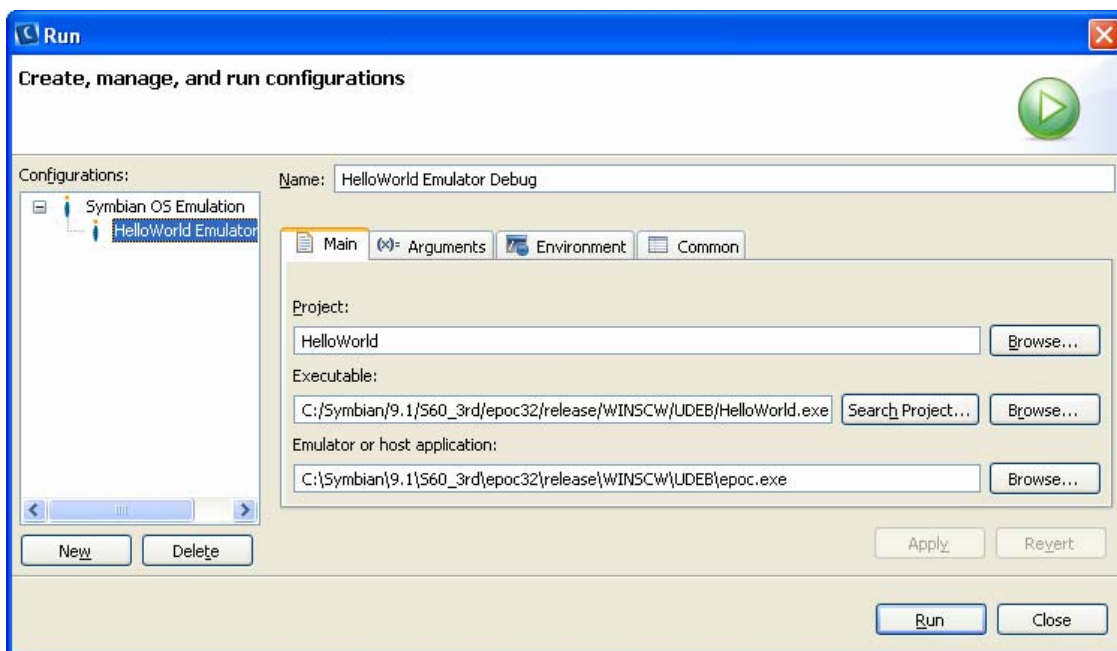 Run
Create, manage, and run configurations
Configurations:
Symbian OS Emulation
HelloWorld Emulator
New
Delete
Name:
HelloWorld Emulator Debug
Main
(x)= Arguments
Environment
Common
Project:
HelloWorld
Browse...
Executable:
C:/Symbian/9.1/S60_3rd/epoc32/release/WINSCW/UDEB/HelloWorld.exe
Search Project...
Browse...
Emulator or host application:
C:\Symbian\9.1\S60_3rd\epoc32\release\WINSCW\UDEB\epoc.exe
Browse...
Apply
Revert
Run
Close